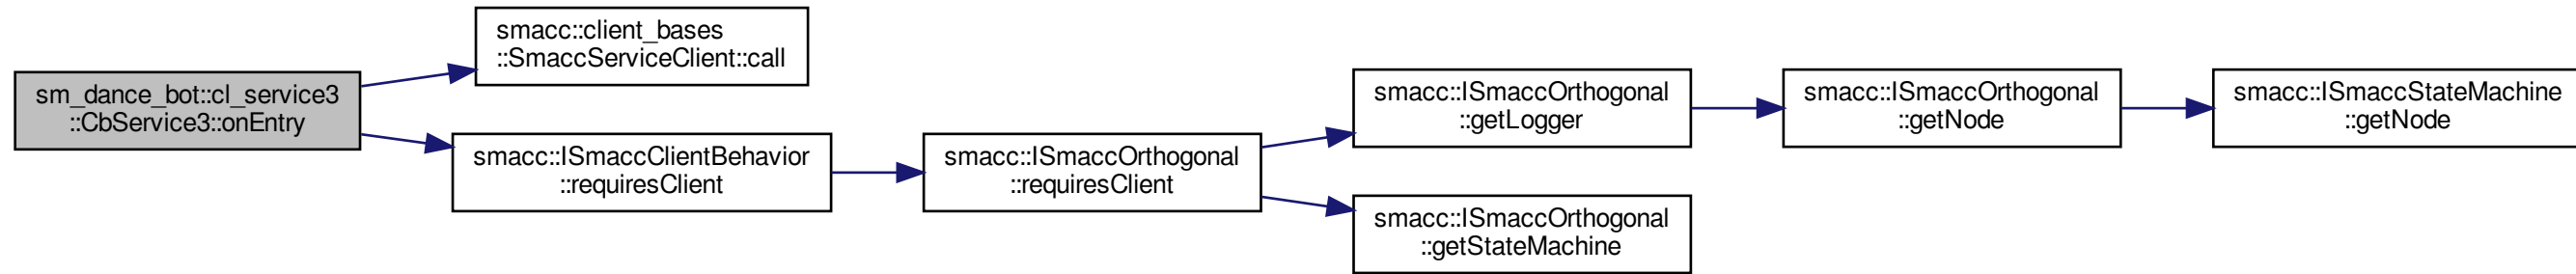 sm_dance_bot::cl_service3
::CbService3::onEntry
smacc::client_bases
::SmaccServiceClient::call
smacc::ISmaccClientBehavior
::requiresClient
smacc::ISmaccOrthogonal
::requiresClient
smacc::ISmaccOrthogonal
::getLogger
smacc::ISmaccOrthogonal
::getNode
smacc::ISmaccStateMachine
::getNode
smacc::ISmaccOrthogonal
::getStateMachine